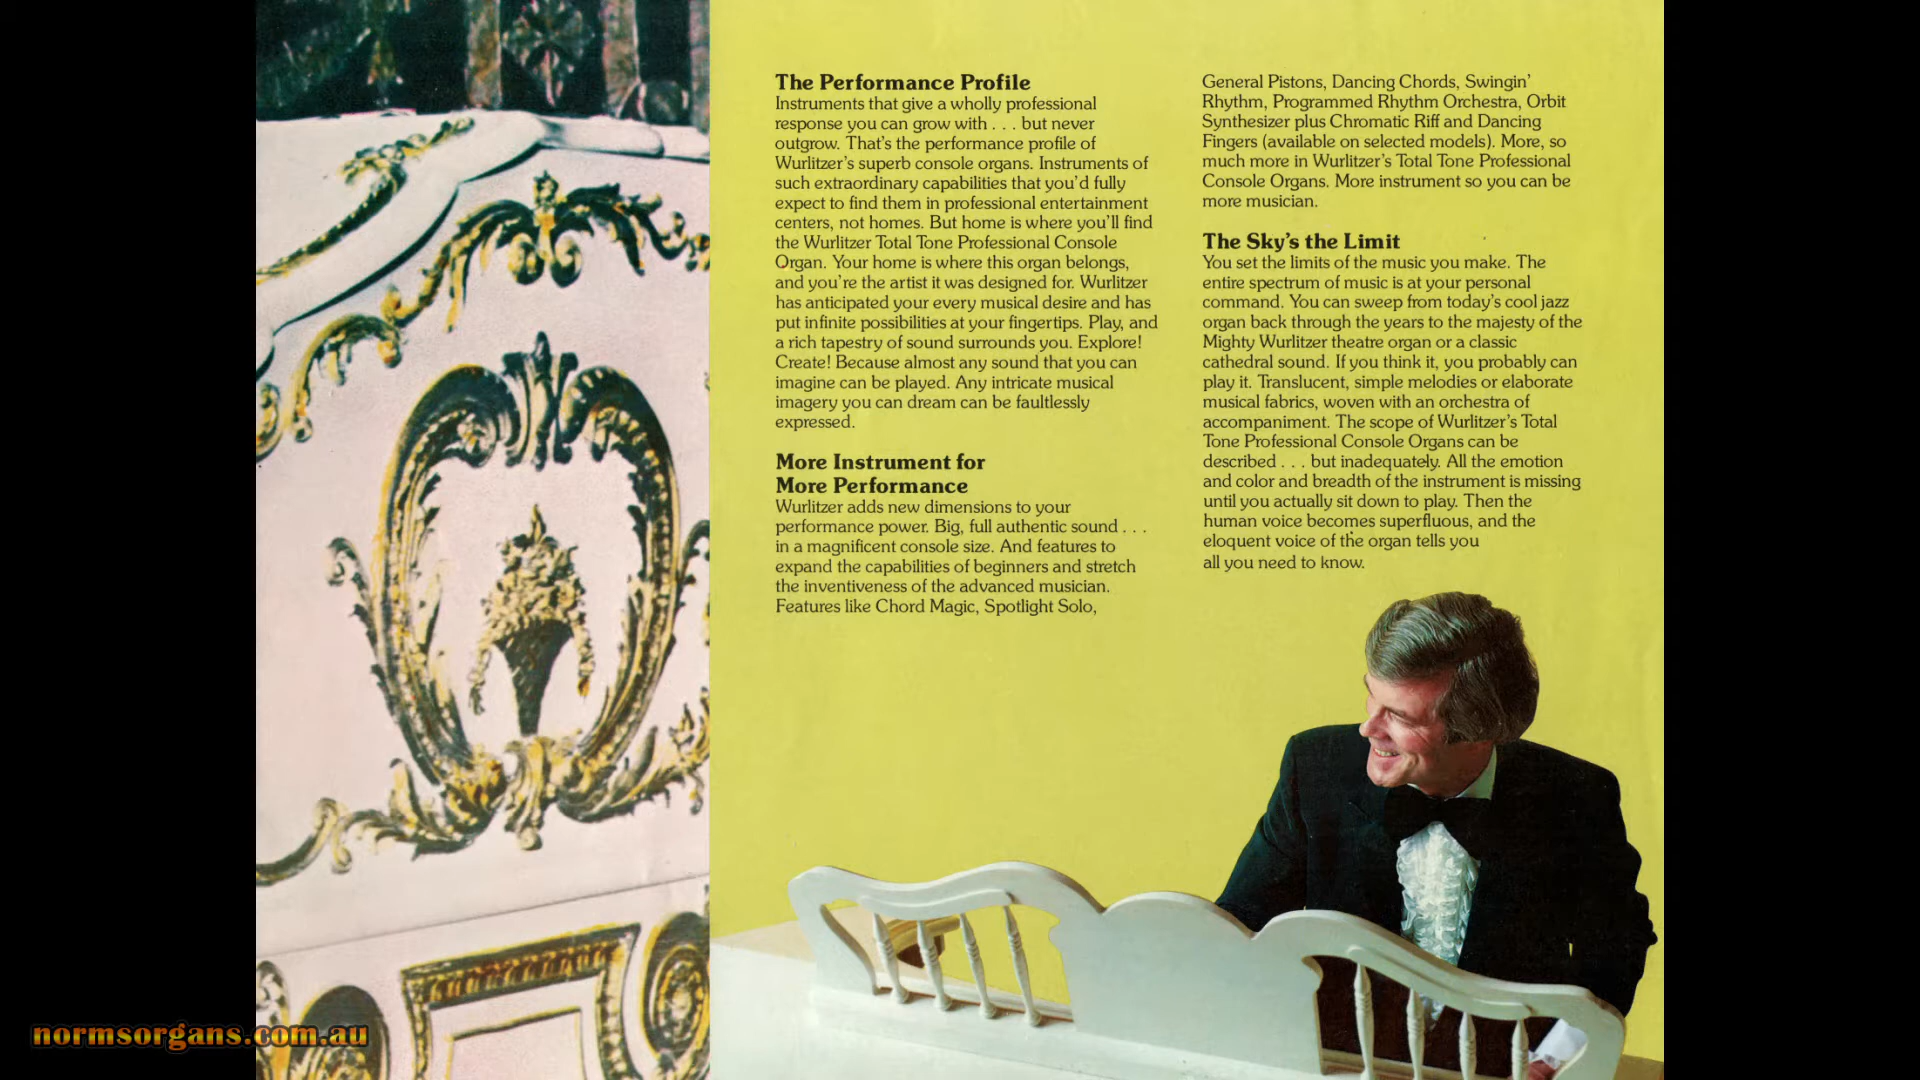 The Performance Profile
Instruments that give a wholly professional
response you can grow with . . . but never
outgrow. That's the performance profile of
Wurlitzer's superb console organs. Instruments of
such extraordinary capabilities that you'd fully
expect to find them in professional entertainment
centers, not homes. But home is where you'll find
the Wurlitzer Total Tone Professional Console
Organ. Your home is where this organ belongs,
and you're the artist it was designed for. Wurlitzer
has anticipated your every musical desire and has
put infinite possibilities at your fingertips. Play, and
a rich tapestry of sound surrounds you. Explore!
Create! Because almost any sound that you can
imagine can be played. Any intricate musical
imagery you can dream can be faultlessly
expressed.
More Instrument for
More Performance
Wurlitzer adds new dimensions to your
performance power. Big, full authentic sound . . .
in a magnificent console size. And features to
expand the capabilities of beginners and stretch
the inventiveness of the advanced musician.
Features like Chord Magic, Spotlight Solo,
General Pistons, Dancing Chords, Swingin'
Rhythm, Programmed Rhythm Orchestra, Orbit
Synthesizer plus Chromatic Riff and Dancing
Fingers (available on selected models). More, so
much more in Wurlitzer's Total Tone Professional
Console Organs. More instrument so you can be
more musician.
The Sky's the Limit
You set the limits of the music you make. The
entire spectrum of music is at your personal
command. You can sweep from today's cool jazz
organ back through the years to the majesty of the
Mighty Wurlitzer theatre organ or a classic
cathedral sound. If you think it, you probably can
play it. Translucent, simple melodies or elaborate
musical fabrics, woven with an orchestra of
accompaniment. The scope of Wurlitzer's Total
Tone Professional Console Organs can be
described . . . but inadequately. All the emotion
and color and breadth of the instrument is missing
until you actually sit down to play. Then the
human voice becomes superfluous, and the
eloquent voice of the organ tells you
all you need to know.
normsorgans.com.au